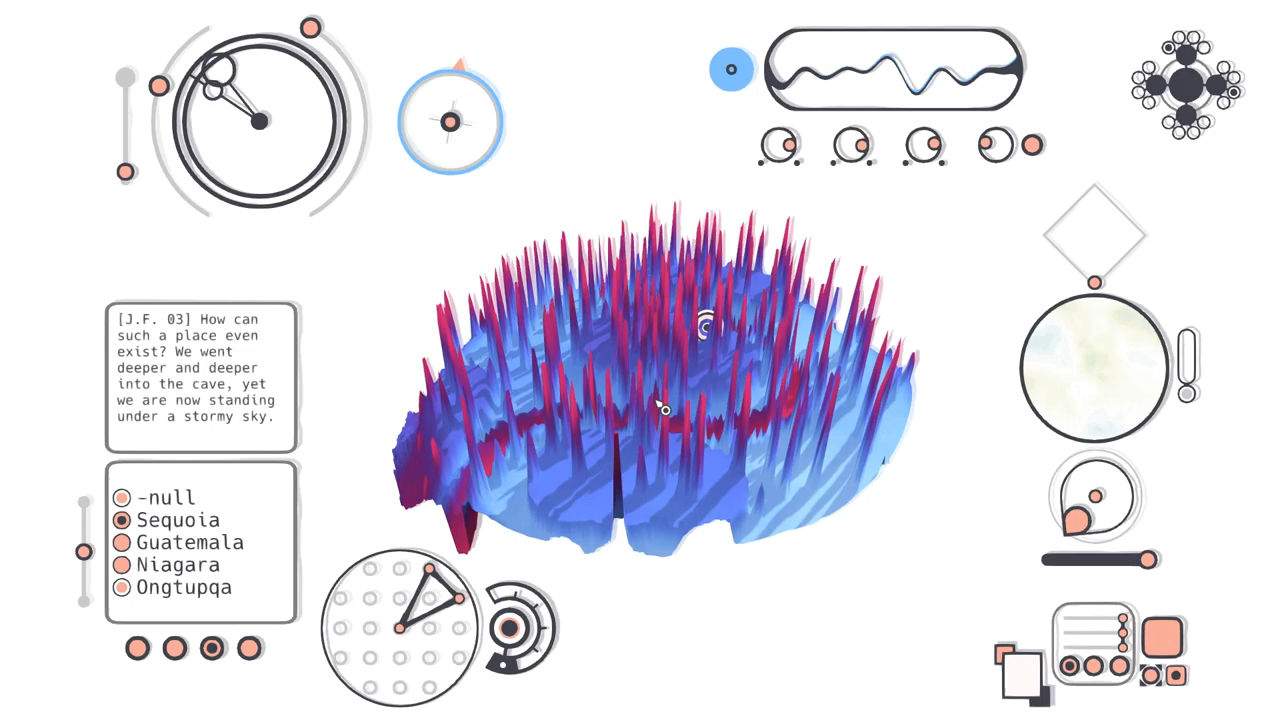 [J.F. 03] How can
such a place even
exist? We went
deeper and deeper
into the cave, yet
we are now standing
under a stormy sky.
-null
Sequoia
Guatemala
Niagara
Ongtupqa